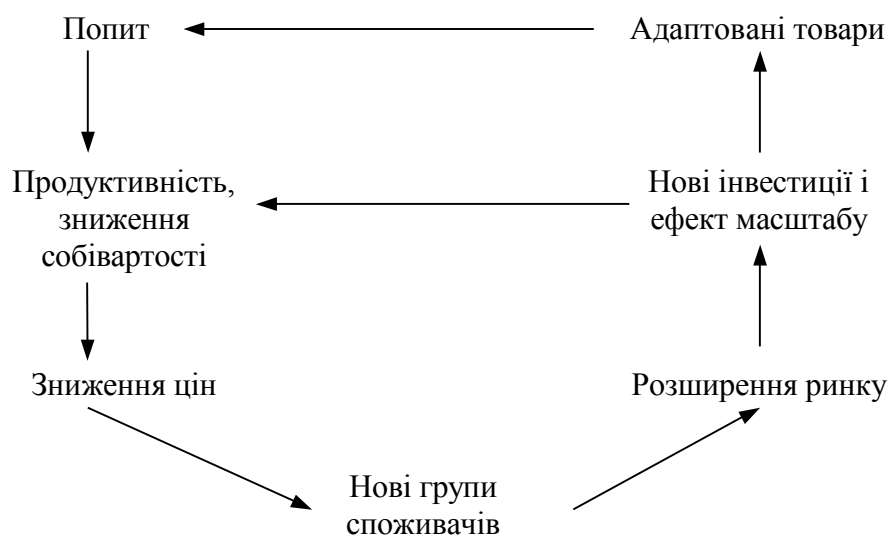 Попит
Адаптовані товари
Продуктивність,
зниження
собівартості
Нові інвестиції і
ефект масштабу
Зниження цін
Розширення ринку
Нові групи
споживачів